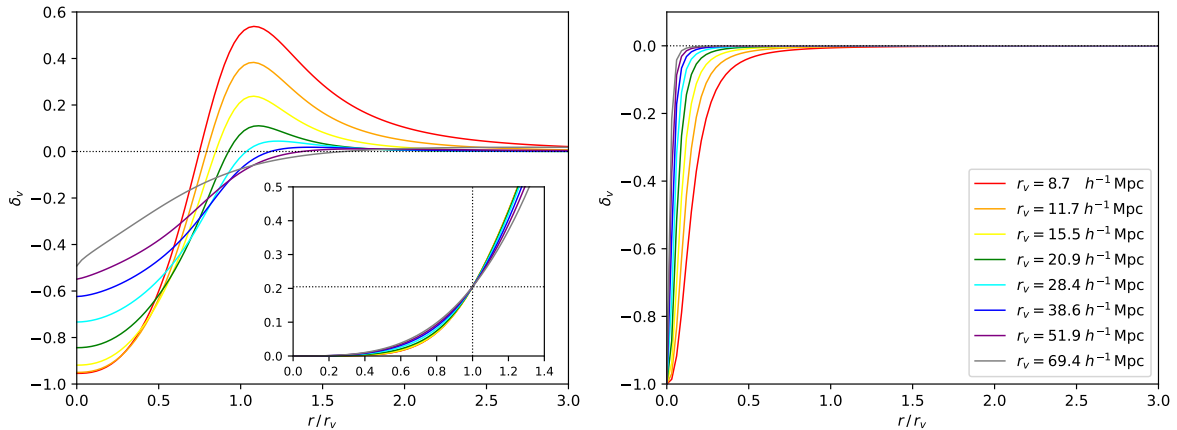 0.6
0.4
0.2
0.0
−0.2
−0.4
−0.6
−0.8
−1.0
δᵥ
0.0 0.5 1.0 1.5 2.0 2.5 3.0
r / rᵥ
0.5
0.4
0.3
0.2
0.1
0.0
0.0 0.2 0.4 0.6 0.8 1.0 1.2 1.4
0.0
−0.2
−0.4
−0.6
−0.8
−1.0
δᵥ
0.0 0.5 1.0 1.5 2.0 2.5 3.0
r / rᵥ
rᵥ = 8.7 h⁻¹ Mpc
rᵥ = 11.7 h⁻¹ Mpc
rᵥ = 15.5 h⁻¹ Mpc
rᵥ = 20.9 h⁻¹ Mpc
rᵥ = 28.4 h⁻¹ Mpc
rᵥ = 38.6 h⁻¹ Mpc
rᵥ = 51.9 h⁻¹ Mpc
rᵥ = 69.4 h⁻¹ Mpc